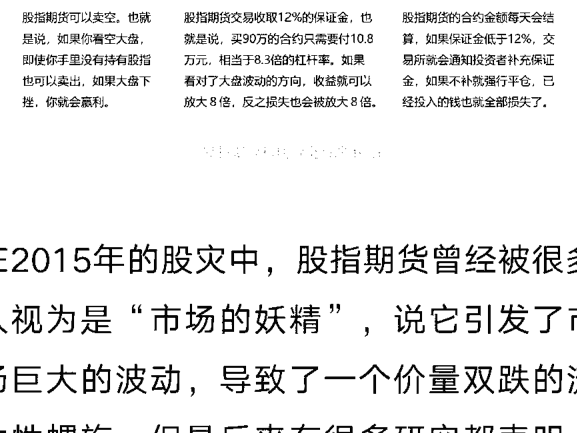 股指期货可以卖空。也就
是说，如果你看空大盘，
即使你手里没有持有股指
也可以卖出，如果大盘下
挫，你就会赢利。
股指期货交易收取12%的保证金，也
就是说，买90万的合约只需要付10.8
万元，相当于8.3倍的杠杆率。如果
看对了大盘波动的方向，收益就可以
放大8倍，反之损失也会被放大8倍。
股指期货的合约金额每天会结
算，如果保证金低于12%，交
易所就会通知投资者补充保证
金，如果不补就强行平仓，已
经投入的钱也就全部损失了。
2015年的股灾中，股指期货曾经被很多
视为是“市场的妖精”，说它引发了市
巨大的波动，导致了一个价量双跌的